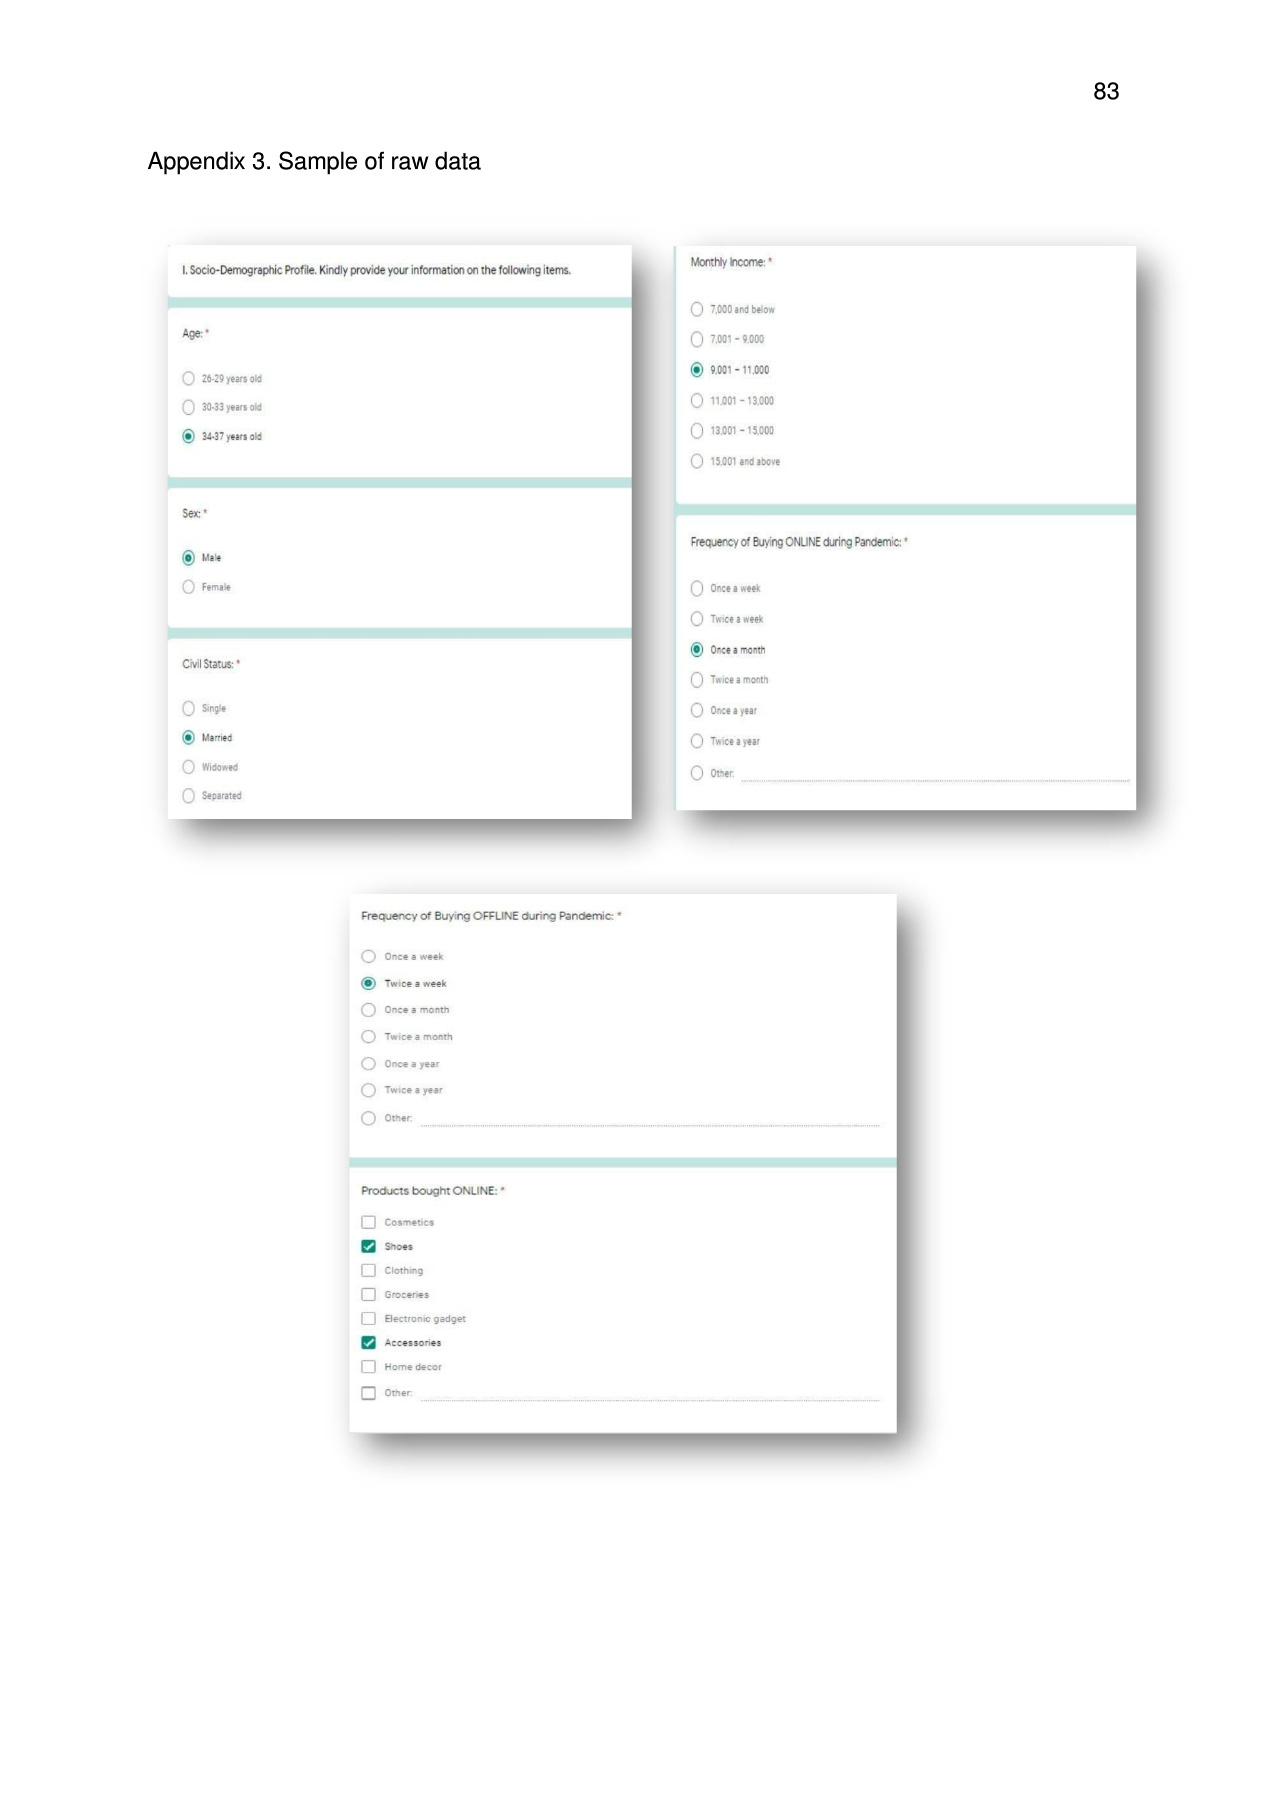 83
Appendix 3. Sample of raw data
I. Socio-Demographic Profile. Kindly provide your information on the following items.
Age: *
26-29 years old
30-33 years old
34-37 years old
Sex: *
Male
Female
Civil Status: *
Single
Married
Widowed
Separated
Monthly Income: *
7,000 and below
7,001 – 9,000
9,001 – 11,000
11,001 – 13,000
13,001 – 15,000
15,001 and above
Frequency of Buying ONLINE during Pandemic: *
Once a week
Twice a week
Once a month
Twice a month
Once a year
Twice a year
Other:
Frequency of Buying OFFLINE during Pandemic: *
Once a week
Twice a week
Once a month
Twice a month
Once a year
Twice a year
Other:
Products bought ONLINE: *
Cosmetics
Shoes
Clothing
Groceries
Electronic gadget
Accessories
Home decor
Other: